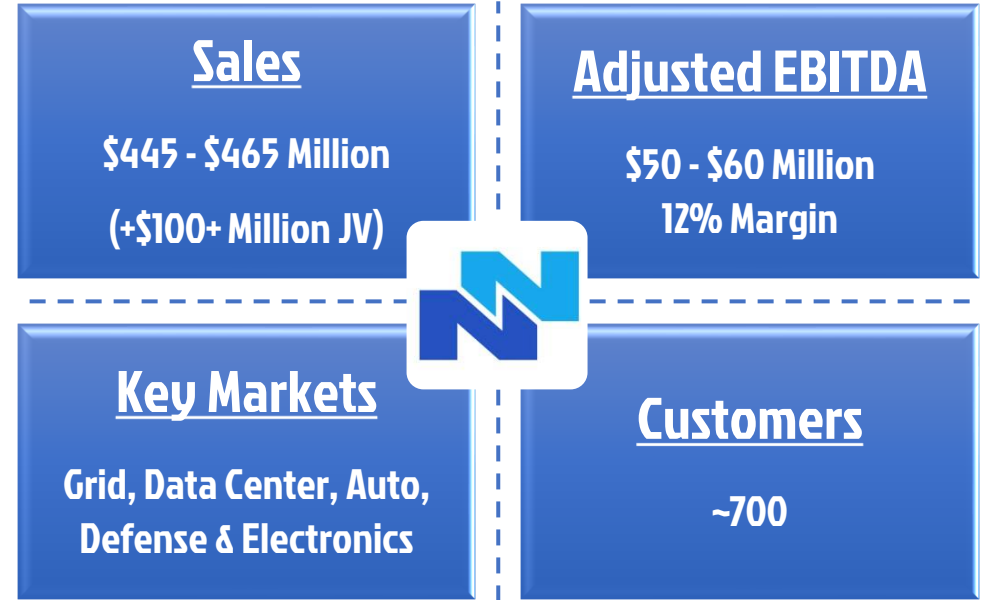 Sales
$445 - $465 Million
(+$100+ Million JV)
Adjusted EBITDA
$50 - $60 Million
12% Margin
NN
Key Markets
Grid, Data Center, Auto,
Defense & Electronics
Customers
~700